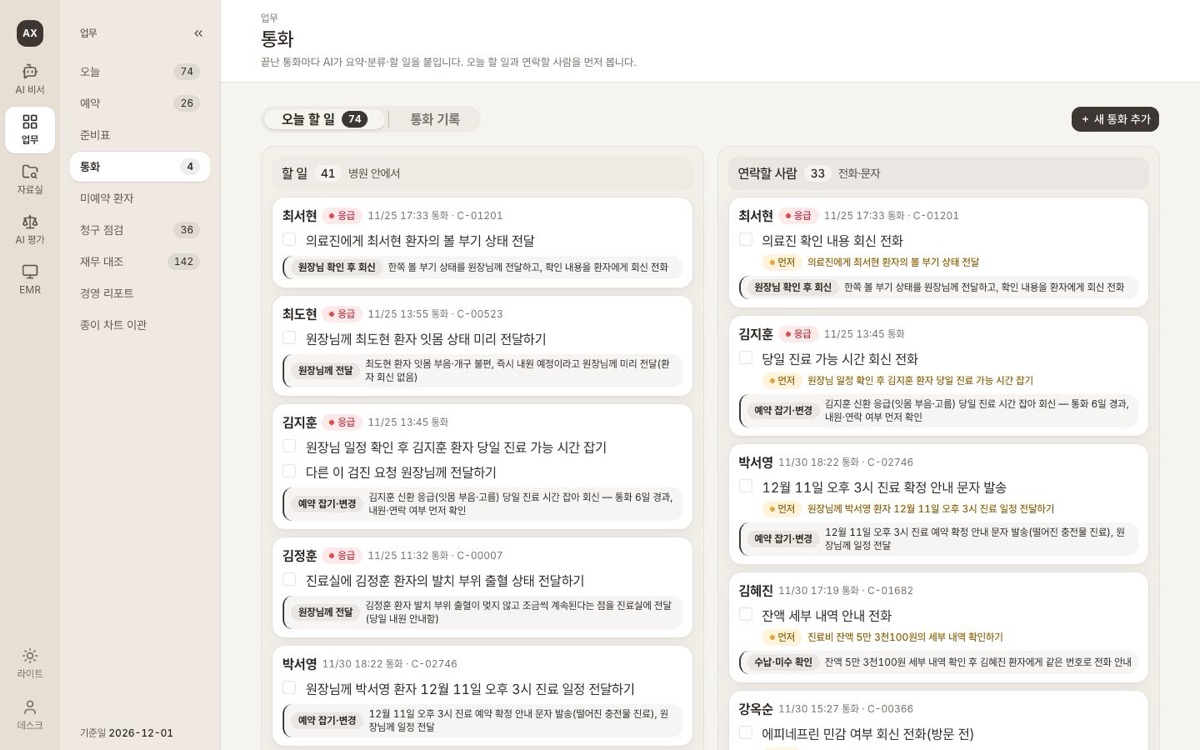 AX
AI 비서
업무
자료실
AI 평가
EMR
라이트
데스크
업무
오늘 74
예약 26
준비표
통화 4
미예약 환자
청구 점검 36
재무 대조 142
경영 리포트
종이 차트 이관
기준일 2026-12-01
업무
통화
끝난 통화마다 AI가 요약·분류·할 일을 붙입니다. 오늘 할 일과 연락할 사람을 먼저 봅니다.
오늘 할 일 74 통화 기록
+ 새 통화 추가
할 일 41 병원 안에서
최서현 응급 11/25 17:33 통화 · C-01201
의료진에게 최서현 환자의 볼 부기 상태 전달
원장님 확인 후 회신 한쪽 볼 부기 상태를 원장님께 전달하고, 확인 내용을 환자에게 회신 전화
최도현 응급 11/25 13:55 통화 · C-00523
원장님께 최도현 환자 잇몸 상태 미리 전달하기
원장님께 전달 최도현 환자 잇몸 부음·개구 불편, 즉시 내원 예정이라고 원장님께 미리 전달(환
자 회신 없음)
김지훈 응급 11/25 13:45 통화
원장님 일정 확인 후 김지훈 환자 당일 진료 가능 시간 잡기
다른 이 검진 요청 원장님께 전달하기
예약 잡기·변경 김지훈 신환 응급(잇몸 부음·고름) 당일 진료 시간 잡아 회신 — 통화 6일 경과,
내원·연락 여부 먼저 확인
김정훈 응급 11/25 11:32 통화 · C-00007
진료실에 김정훈 환자의 발치 부위 출혈 상태 전달하기
원장님께 전달 김정훈 환자 발치 부위 출혈이 멎지 않고 조금씩 계속된다는 점을 진료실에 전달
(당일 내원 안내함)
박서영 11/30 18:22 통화 · C-02746
원장님께 박서영 환자 12월 11일 오후 3시 진료 일정 전달하기
예약 잡기·변경 12월 11일 오후 3시 진료 예약 확정 안내 문자 발송(떨어진 충전물 진료), 원
장님께 일정 전달
연락할 사람 33 전화·문자
최서현 응급 11/25 17:33 통화 · C-01201
의료진 확인 내용 회신 전화
먼저 의료진에게 최서현 환자의 볼 부기 상태 전달
원장님 확인 후 회신 한쪽 볼 부기 상태를 원장님께 전달하고, 확인 내용을 환자에게 회신 전화
김지훈 응급 11/25 13:45 통화
당일 진료 가능 시간 회신 전화
먼저 원장님 일정 확인 후 김지훈 환자 당일 진료 가능 시간 잡기
예약 잡기·변경 김지훈 신환 응급(잇몸 부음·고름) 당일 진료 시간 잡아 회신 — 통화 6일 경과,
내원·연락 여부 먼저 확인
박서영 11/30 18:22 통화 · C-02746
12월 11일 오후 3시 진료 확정 안내 문자 발송
먼저 원장님께 박서영 환자 12월 11일 오후 3시 진료 일정 전달하기
예약 잡기·변경 12월 11일 오후 3시 진료 예약 확정 안내 문자 발송(떨어진 충전물 진료), 원
장님께 일정 전달
김혜진 11/30 17:19 통화 · C-01682
잔액 세부 내역 안내 전화
먼저 진료비 잔액 5만 3천100원의 세부 내역 확인하기
수납·미수 확인 잔액 5만 3천100원 세부 내역 확인 후 김혜진 환자에게 같은 번호로 전화 안내
강옥순 11/30 15:27 통화 · C-00366
에피네프린 민감 여부 회신 전화(방문 전)